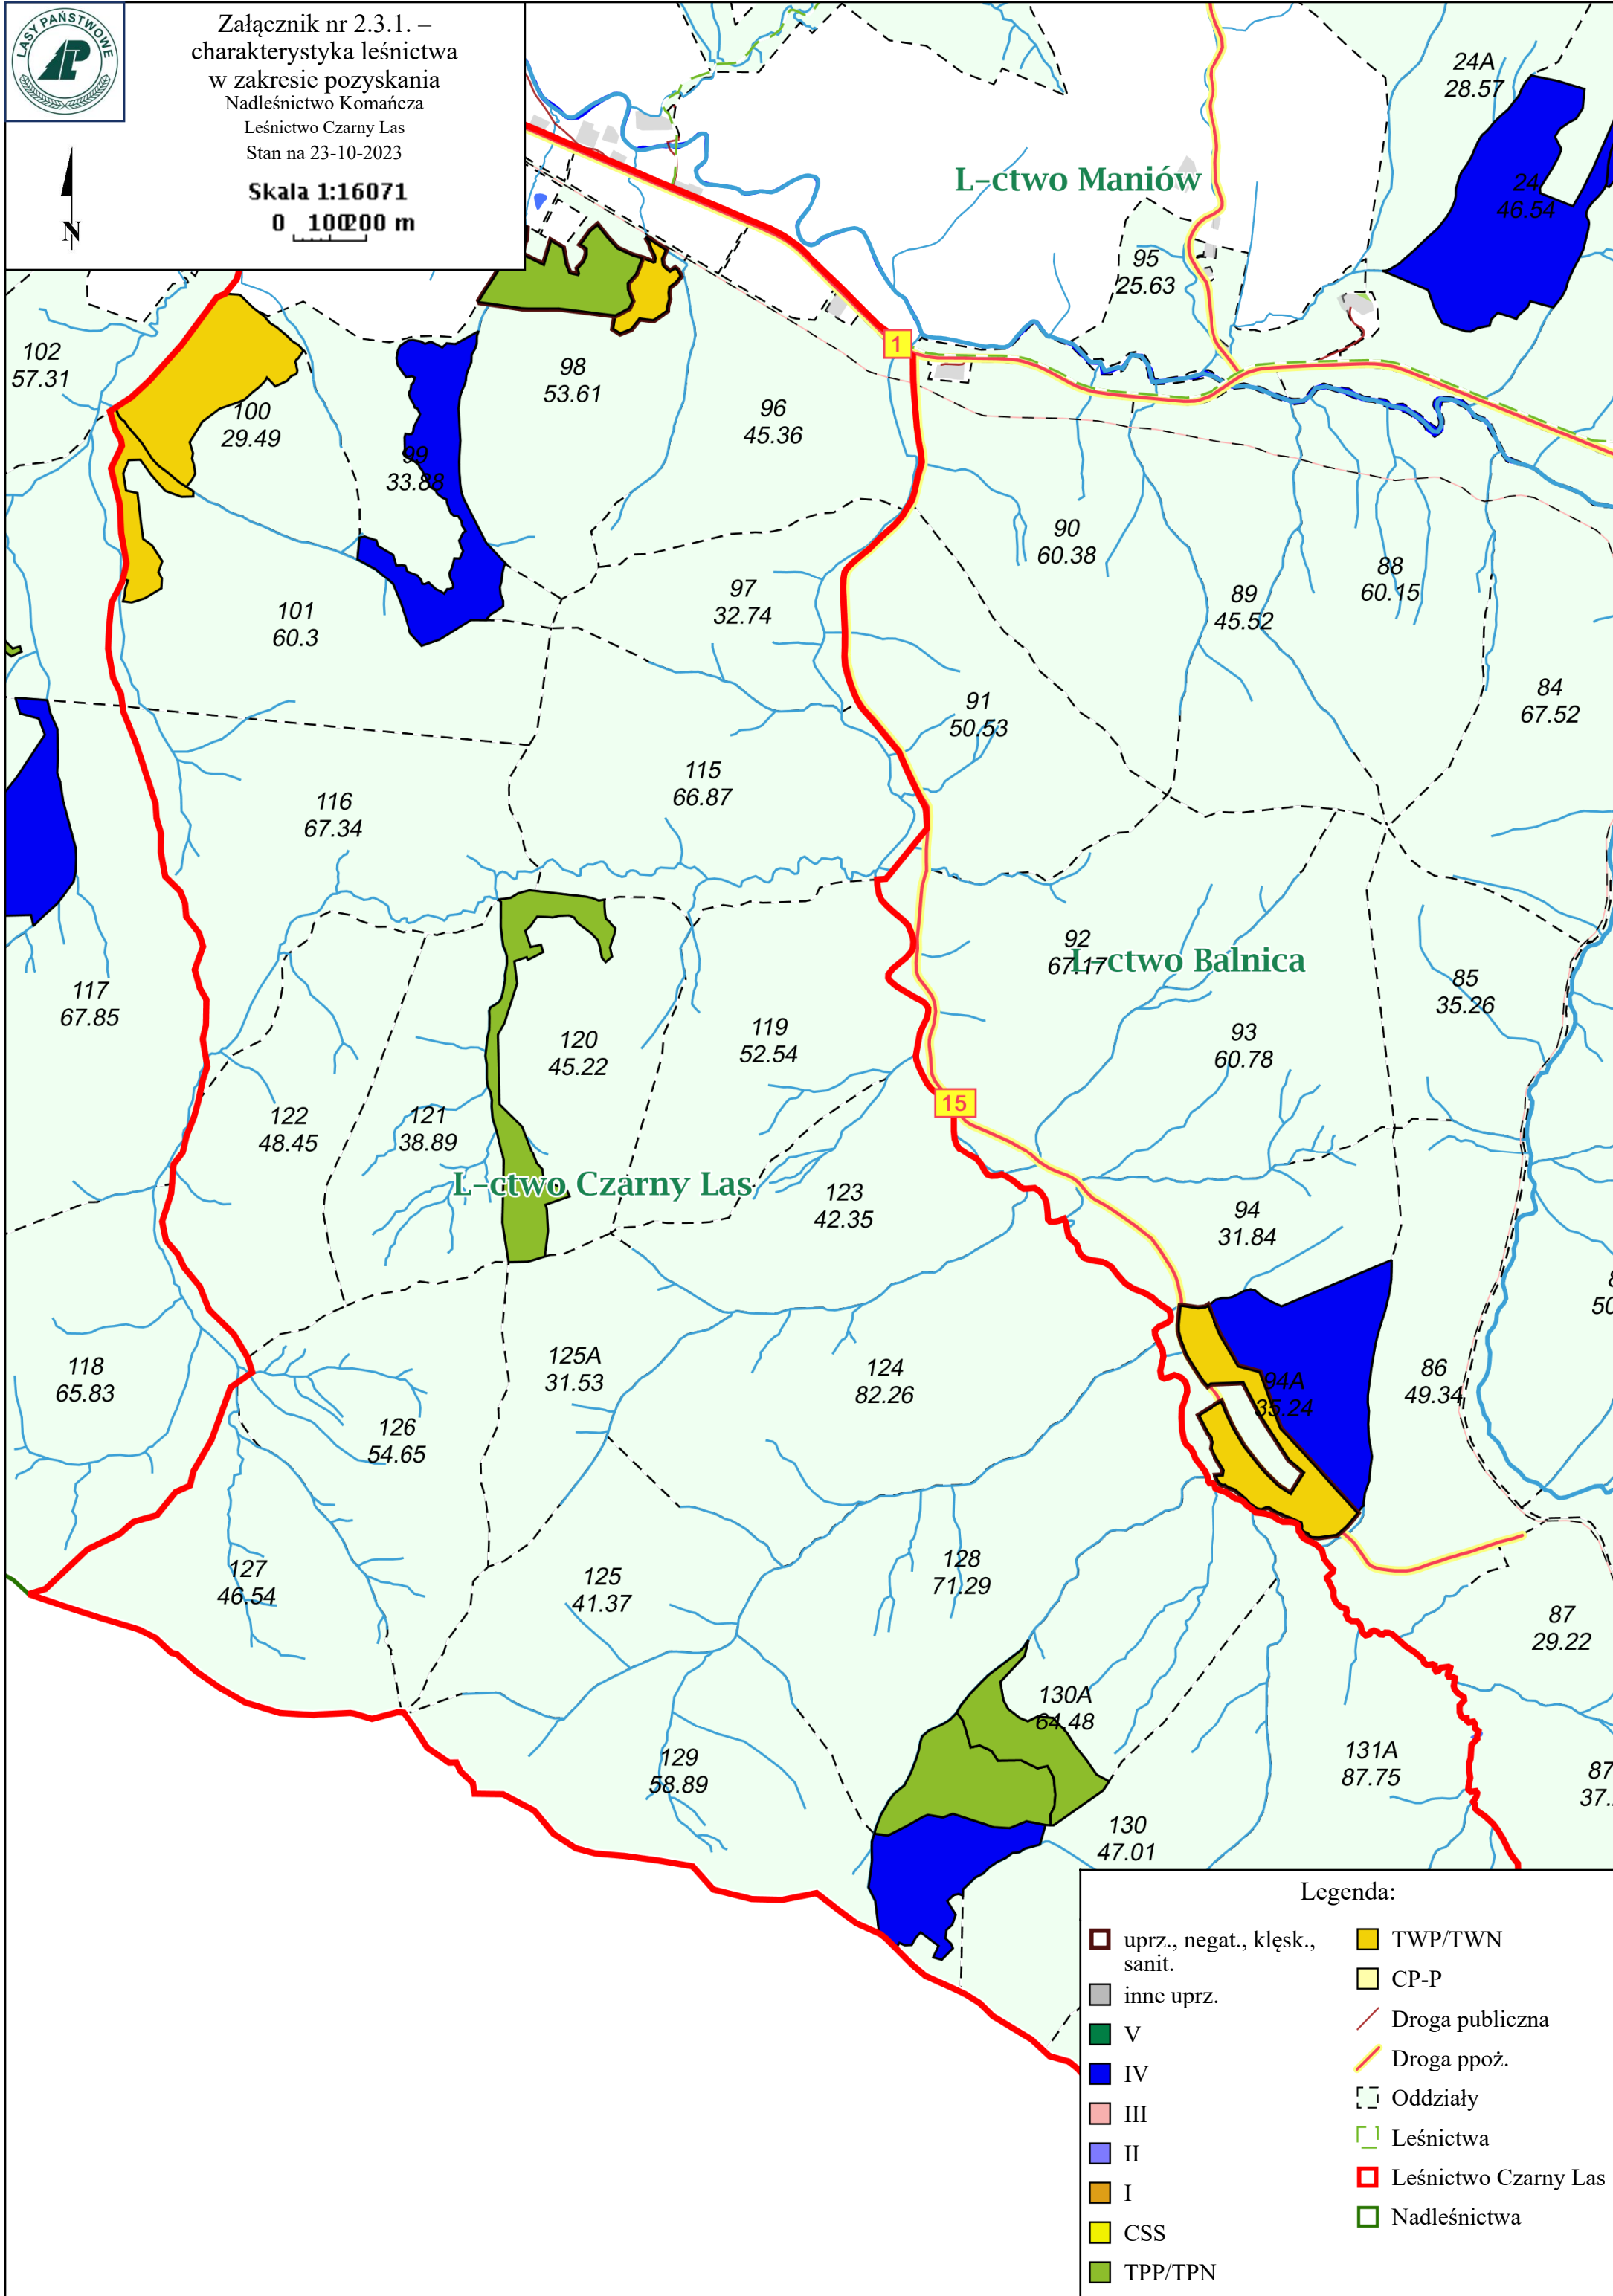 LASY PAŃSTWOWE
Załącznik nr 2.3.1. –
charakterystyka leśnictwa
w zakresie pozyskania
Nadleśnictwo Komańcza
Leśnictwo Czarny Las
Stan na 23-10-2023
Skala 1:16071
0 100 200 m
N
24A
28.57
L-ctwo Maniów
24
46.54
95
25.63
1
102
57.31
98
53.61
100
29.49
96
45.36
99
33.88
90
60.38
88
60.15
97
32.74
89
45.52
101
60.3
91
50.53
84
67.52
115
66.87
116
67.34
92
67.17
L-ctwo Balnica
117
67.85
85
35.26
120
45.22
119
52.54
93
60.78
15
122
48.45
121
38.89
L-ctwo Czarny Las
123
42.35
94
31.84
8
50
118
65.83
125A
31.53
124
82.26
94A
35.24
86
49.34
126
54.65
127
46.54
125
41.37
128
71.29
87
29.22
130A
64.48
129
58.89
131A
87.75
87
37.
130
47.01
Legenda:
uprz., negat., klęsk.,
sanit.
inne uprz.
V
IV
III
II
I
CSS
TPP/TPN
TWP/TWN
CP-P
Droga publiczna
Droga ppoż.
Oddziały
Leśnictwa
Leśnictwo Czarny Las
Nadleśnictwa